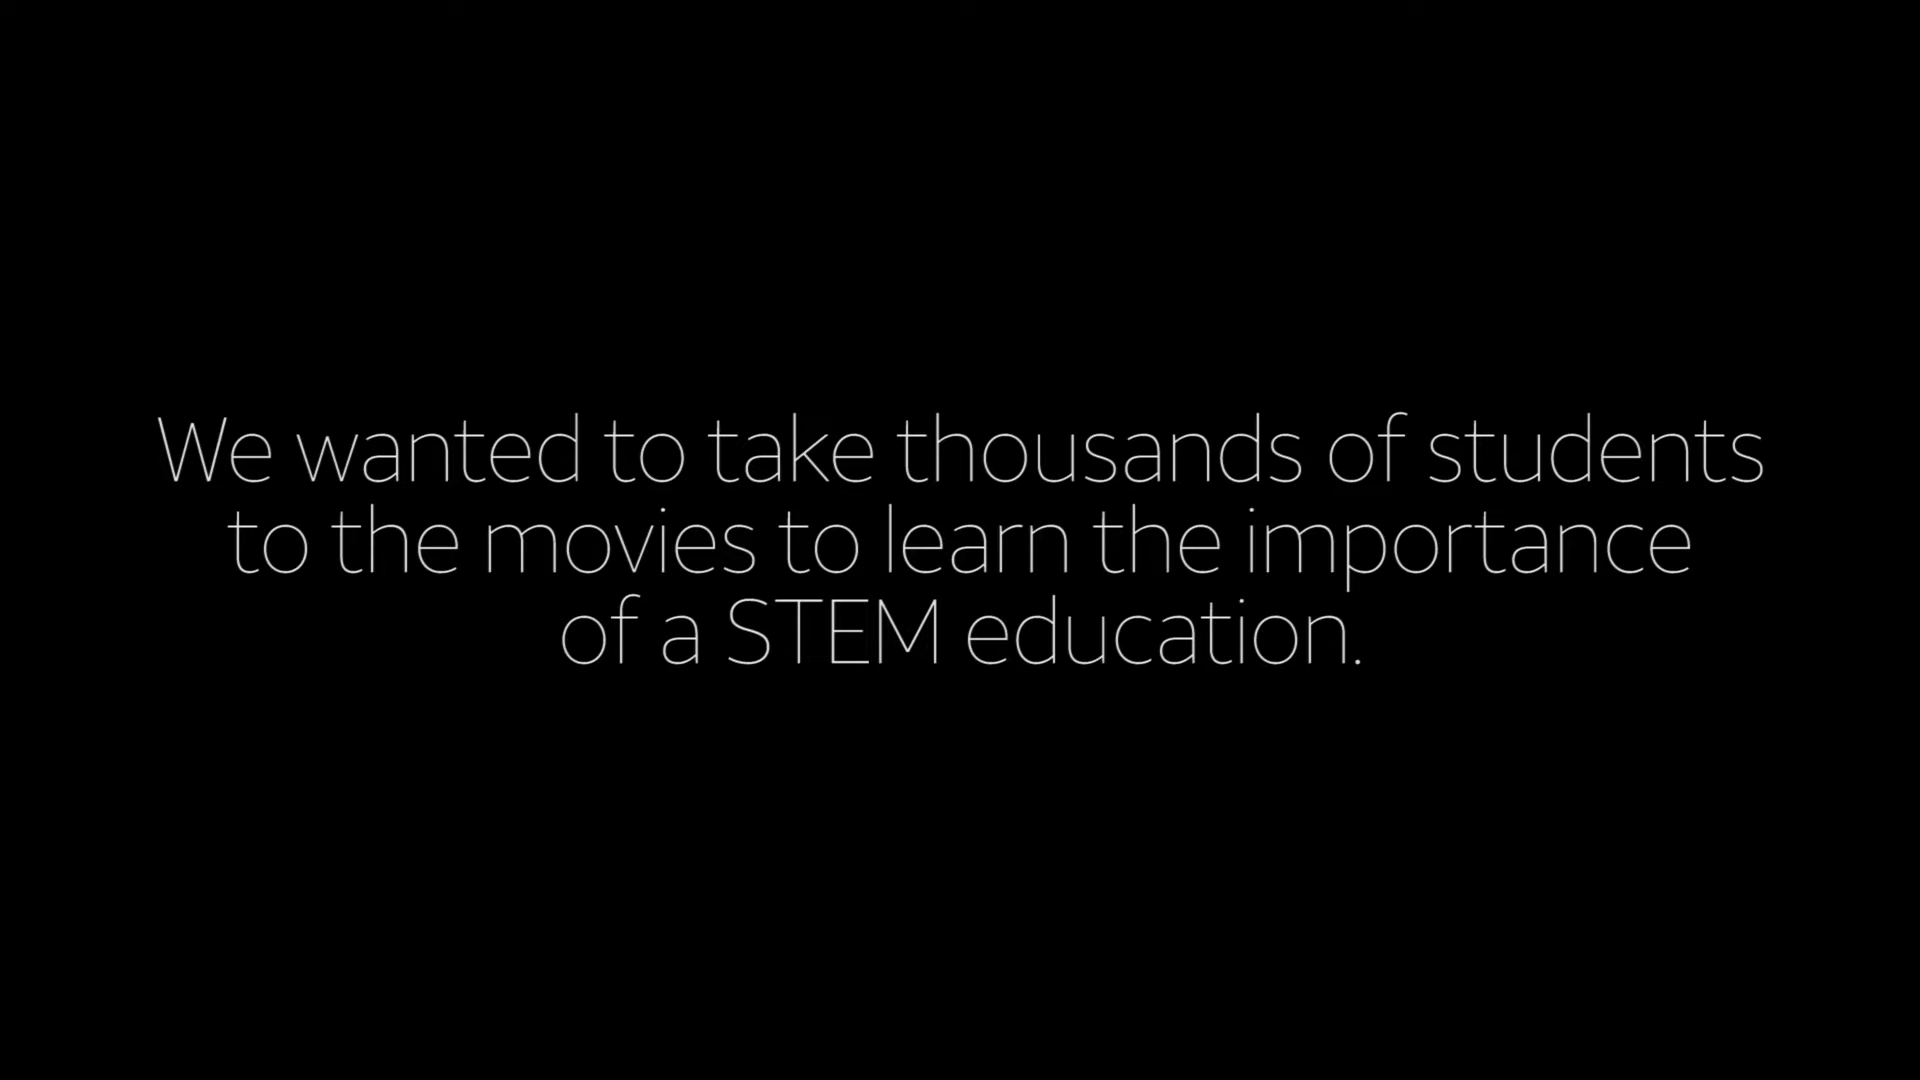 We wanted to take thousands of students
to the movies to learn the importance
of a STEM education.